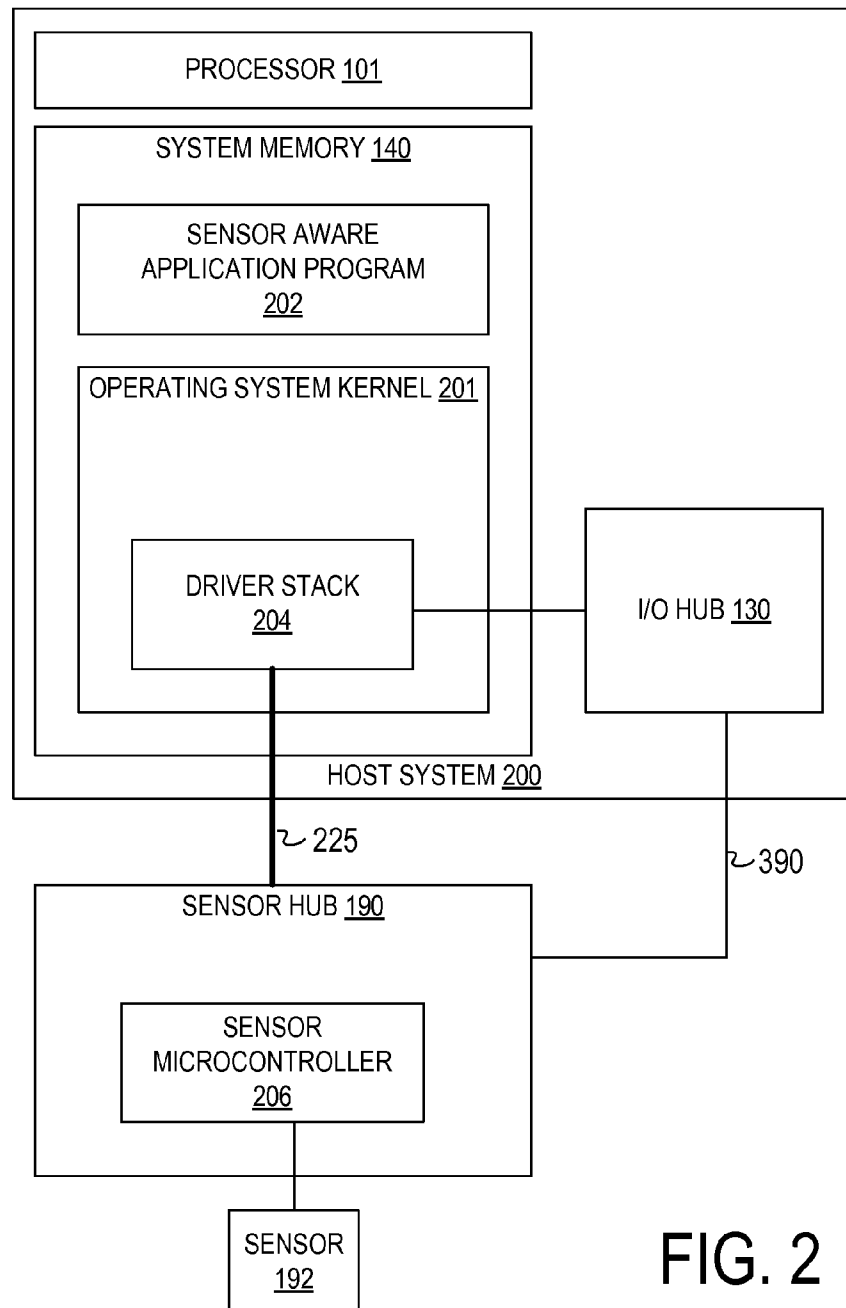 PROCESSOR 101
SYSTEM MEMORY 140
SENSOR AWARE
APPLICATION PROGRAM
202
OPERATING SYSTEM KERNEL 201
DRIVER STACK
204
I/O HUB 130
HOST SYSTEM 200
225
390
SENSOR HUB 190
SENSOR
MICROCONTROLLER
206
SENSOR
192
FIG. 2